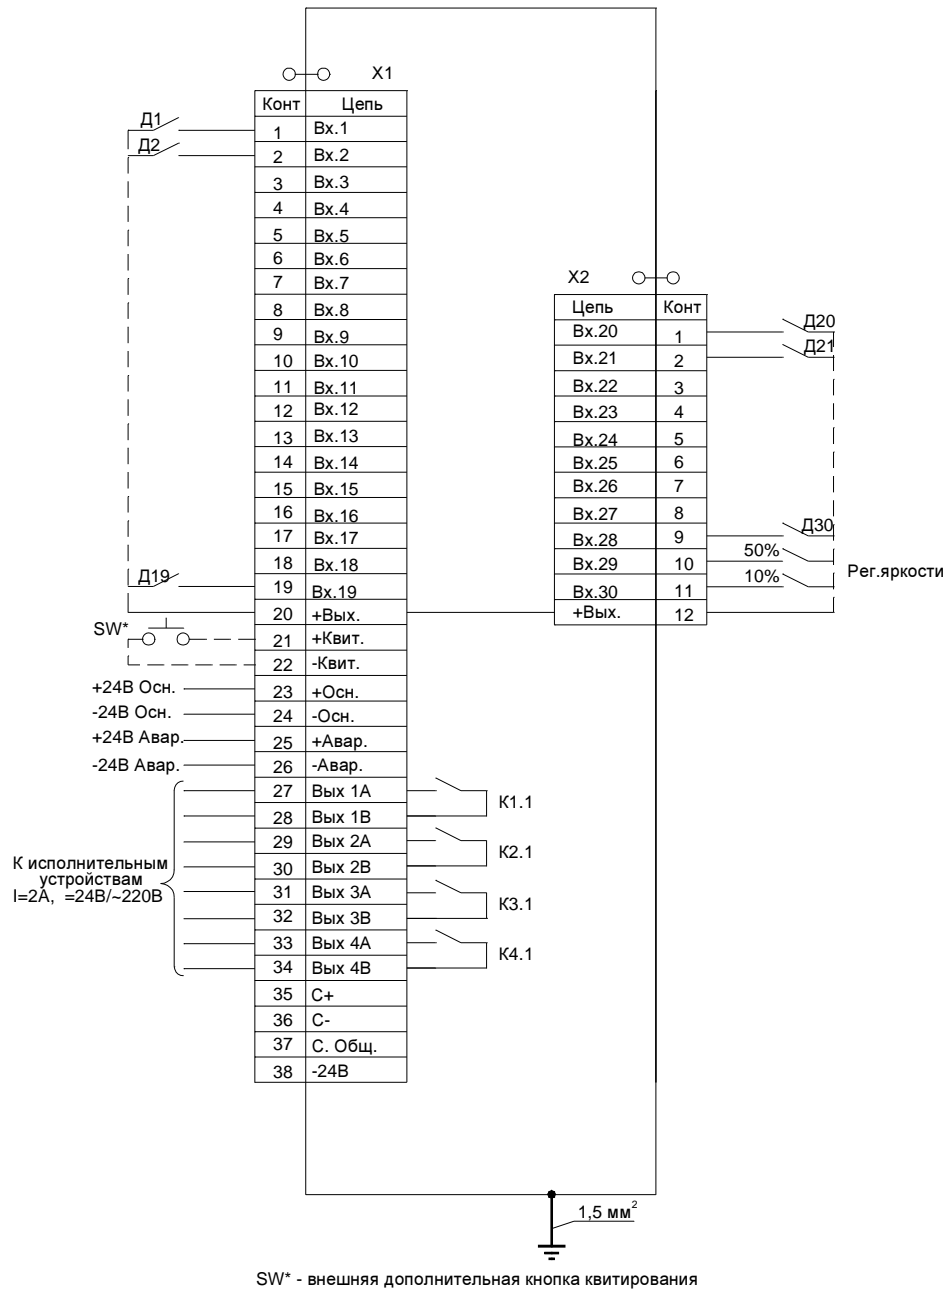 X1
Конт Цепь
Д1
1 Вх.1
Д2
2 Вх.2
3 Вх.3
4 Вх.4
5 Вх.5
6 Вх.6
7 Вх.7
8 Вх.8
9 Вх.9
10 Вх.10
11 Вх.11
12 Вх.12
13 Вх.13
14 Вх.14
15 Вх.15
16 Вх.16
17 Вх.17
18 Вх.18
Д19
19 Вх.19
20 +Вых.
SW*
21 +Квит.
22 -Квит.
+24В Осн. 23 +Осн.
-24В Осн. 24 -Осн.
+24В Авар. 25 +Авар.
-24В Авар. 26 -Авар.
27 Вых 1А
28 Вых 1В
К1.1
29 Вых 2А
30 Вых 2В
К2.1
31 Вых 3А
32 Вых 3В
К3.1
33 Вых 4А
34 Вых 4В
К4.1
К исполнительным
устройствам
I=2А, =24В/~220В
35 С+
36 С-
37 С. Общ.
38 -24В
X2
Цепь Конт
Вх.20 1 Д20
Вх.21 2 Д21
Вх.22 3
Вх.23 4
Вх.24 5
Вх.25 6
Вх.26 7
Вх.27 8
Вх.28 9 Д30
Вх.29 10 50%
Вх.30 11 10%
Рег.яркости
+Вых. 12
1,5 мм²
SW* - внешняя дополнительная кнопка квитирования